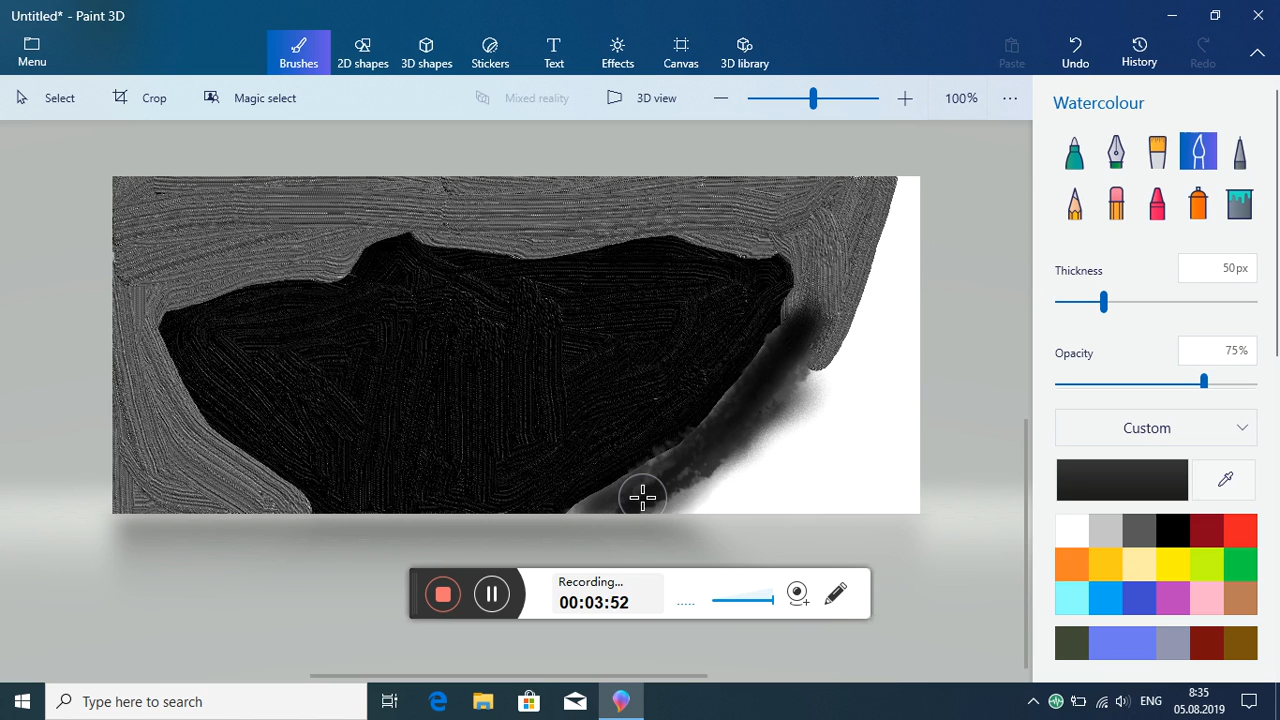 Untitled* - Paint 3D
Menu
Brushes
2D shapes
3D shapes
Stickers
Text
Effects
Canvas
3D library
Paste
Undo
History
Redo
Select
Crop
Magic select
Mixed reality
3D view
100%
Watercolour
Thickness
50px
Opacity
75%
Custom
Recording...
00:03:52
Type here to search
ENG
8:35
05.08.2019